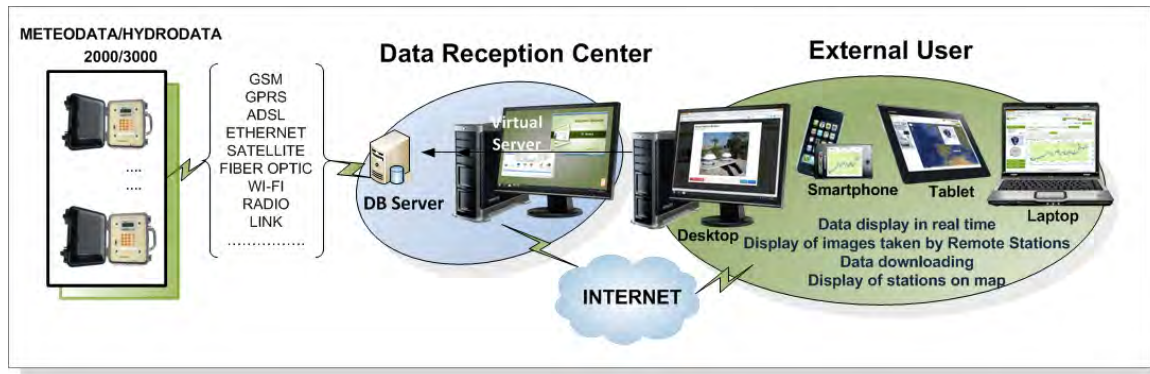 METEODATA/HYDRODATA
2000/3000
....
....
GSM
GPRS
ADSL
ETHERNET
SATELLITE
FIBER OPTIC
WI-FI
RADIO
LINK
................
Data Reception Center
Virtual
Server
DB Server
INTERNET
External User
Desktop
Smartphone
Tablet
Laptop
Data display in real time
Display of images taken by Remote Stations
Data downloading
Display of stations on map